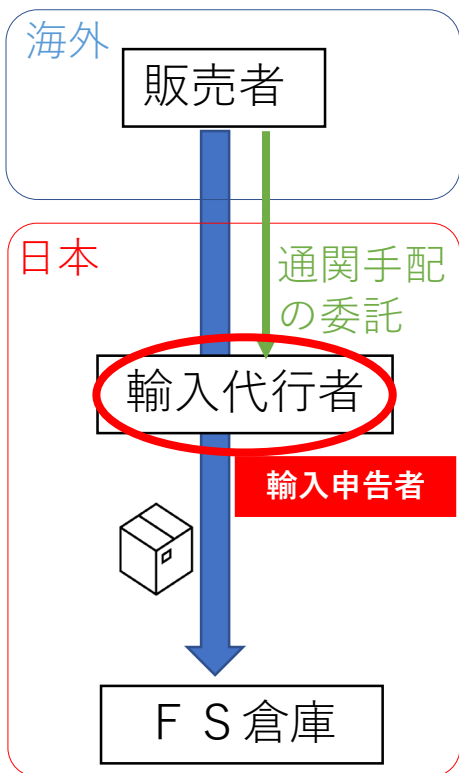 海外
販売者
日本
通関手配
の委託
輸入代行者
輸入申告者
ＦＳ倉庫